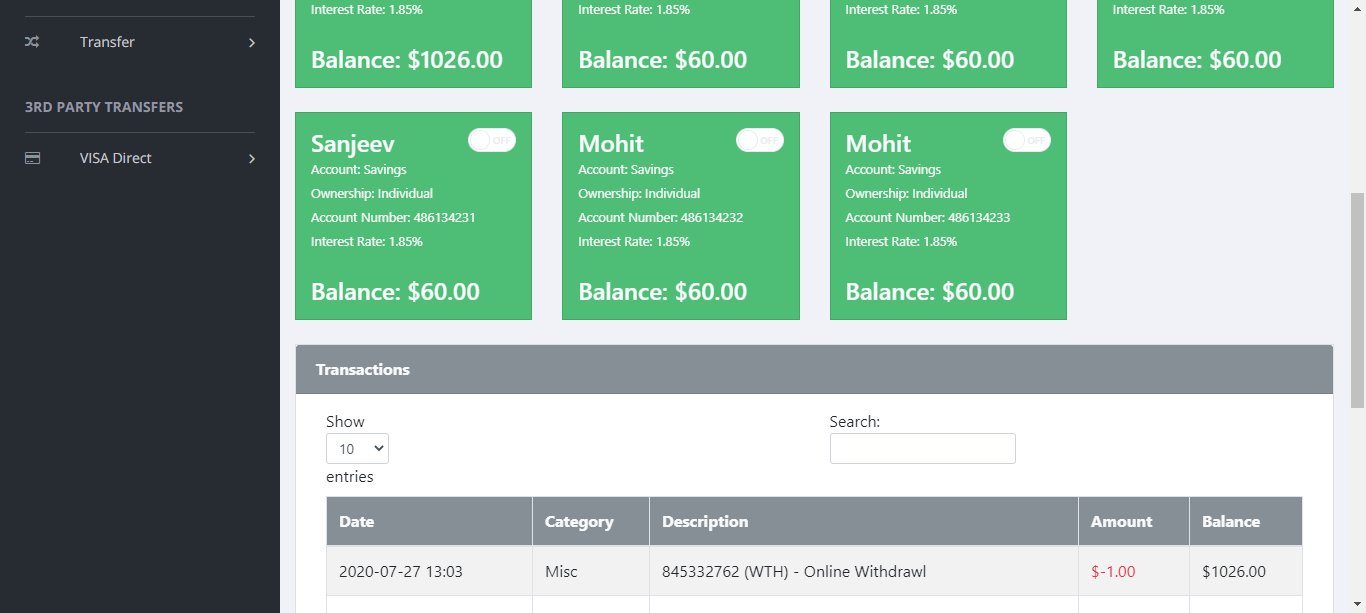 Transfer
3RD PARTY TRANSFERS
VISA Direct
Interest Rate: 1.85%
Balance: $1026.00
Interest Rate: 1.85%
Balance: $60.00
Interest Rate: 1.85%
Balance: $60.00
Interest Rate: 1.85%
Balance: $60.00
Sanjeev
OFF
Account: Savings
Ownership: Individual
Account Number: 486134231
Interest Rate: 1.85%
Balance: $60.00
Mohit
OFF
Account: Savings
Ownership: Individual
Account Number: 486134232
Interest Rate: 1.85%
Balance: $60.00
Mohit
OFF
Account: Savings
Ownership: Individual
Account Number: 486134233
Interest Rate: 1.85%
Balance: $60.00
Transactions
Show
10
entries
Search:
Date Category Description Amount Balance
2020-07-27 13:03 Misc 845332762 (WTH) - Online Withdrawl $-1.00 $1026.00